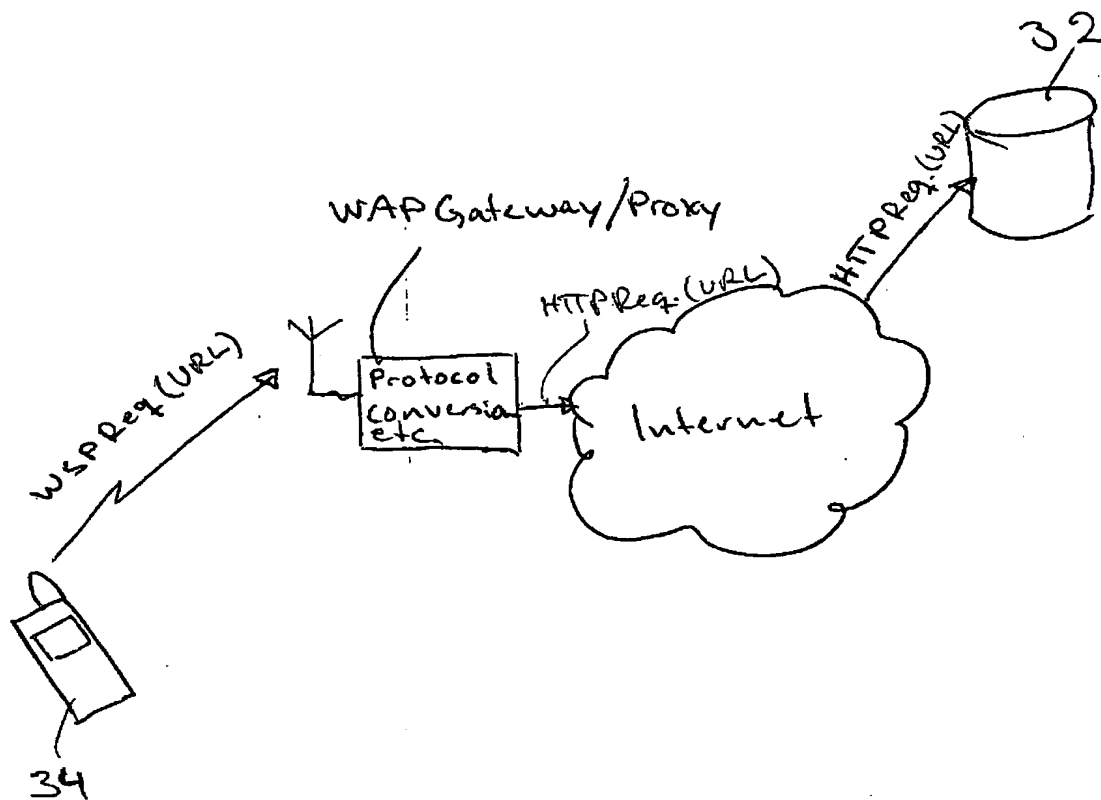 32
HTTP Req. (URL)
WAP Gateway/Proxy
HTTP Req. (URL)
WSP Req (URL)
Protocol
conversion
etc,
Internet
34